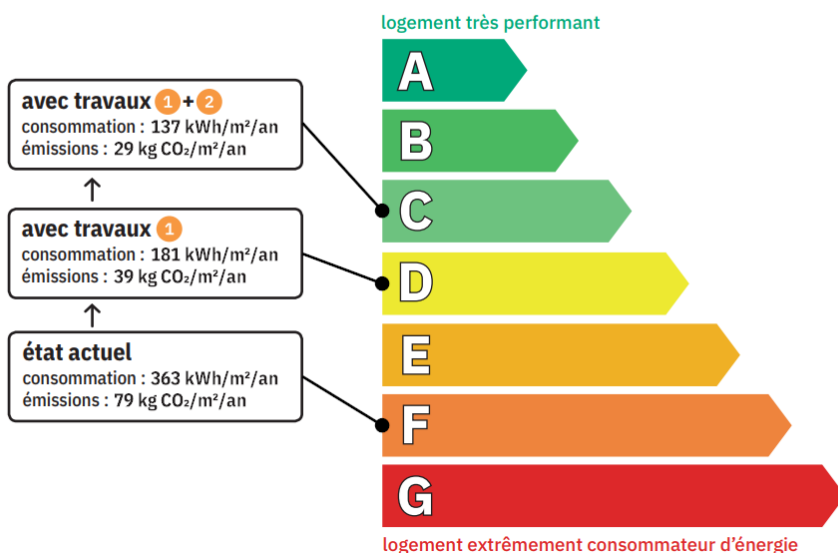 logement très performant
A
B
C
D
E
F
G
logement extrêmement consommateur d'énergie
avec travaux 1 + 2
consommation : 137 kWh/m²/an
émissions : 29 kg CO₂/m²/an
avec travaux 1
consommation : 181 kWh/m²/an
émissions : 39 kg CO₂/m²/an
état actuel
consommation : 363 kWh/m²/an
émissions : 79 kg CO₂/m²/an